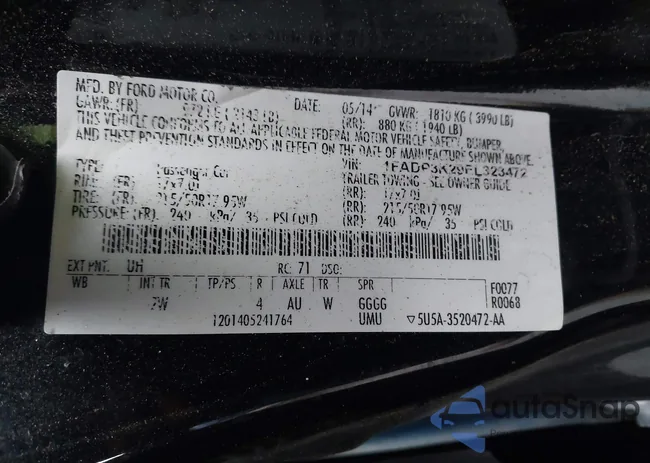 MFD. BY FORD MOTOR CO. DATE: 05/14 GVWR: 1810 KG ( 3990 LB)
GAWR: (FR) (RR): 880 KG ( 1940 LB)
THIS VEHICLE CONFORMS TO ALL APPLICABLE FEDERAL MOTOR VEHICLE SAFETY, BUMPER,
AND THEFT PREVENTION STANDARDS IN EFFECT ON THE DATE OF MANUFACTURE SHOWN ABOVE.
TYPE: Passenger Car VIN:
RIM: (FR): 17x7.0J TRAILER TOWING - SEE OWNER GUIDE
(RR): 17x7.0J
TIRE: (FR): 215/50R17 95W (RR): 215/50R17 95W
PRESSURE: (FR): 240 kPa/ 35 PSI COLD (RR): 240 kPa/ 35 PSI COLD
EXT PNT: UH RC: 71 DSO:
WB INT TR TP/PS R AXLE TR SPR F0077
7W 4 AU W GGGG R0068
1201405241764 UMU ▽5U5A-3520472-AA
autoSnap